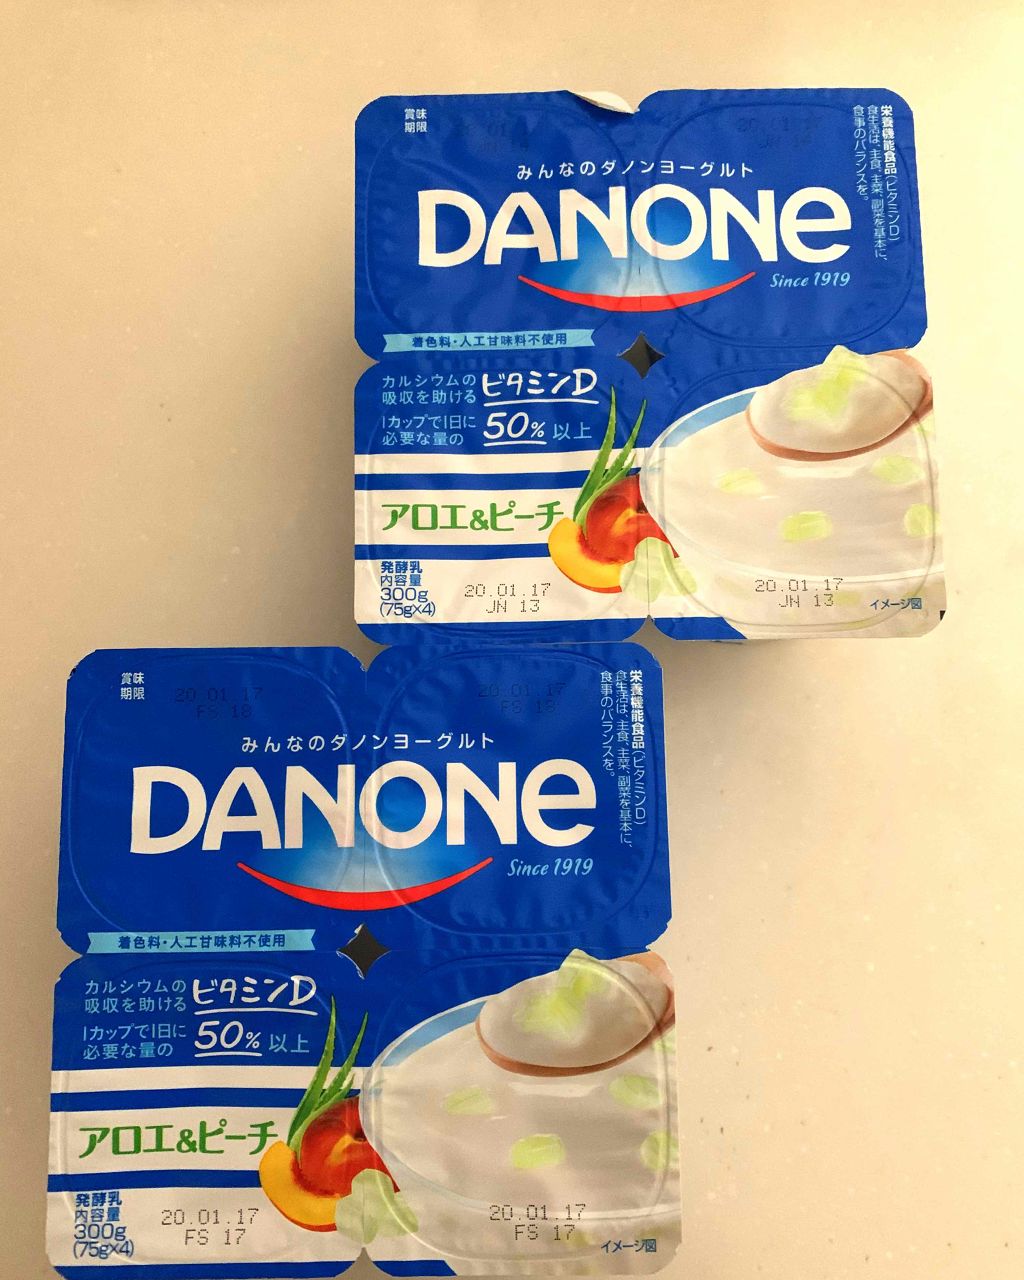 賞味
期限
みんなのダノンヨーグルト
DANONE
Since 1919
栄養機能食品(ビタミンD)
食生活は、主食、主菜、副菜を基本に、
食事のバランスを。
着色料・人工甘味料不使用
カルシウムの
吸収を助ける ビタミンD
1カップで1日に
必要な量の 50%以上
アロエ&ピーチ
発酵乳
内容量
300g
(75g×4)
20.01.17
JN 13
20.01.17
JN 13
イメージ図
賞味
期限
20.01.17
FS 18
20.01.17
FS 18
みんなのダノンヨーグルト
DANONE
Since 1919
栄養機能食品(ビタミンD)
食生活は、主食、主菜、副菜を基本に、
食事のバランスを。
着色料・人工甘味料不使用
カルシウムの
吸収を助ける ビタミンD
1カップで1日に
必要な量の 50%以上
アロエ&ピーチ
発酵乳
内容量
300g
(75g×4)
20.01.17
FS 17
20.01.17
FS 17
イメージ図